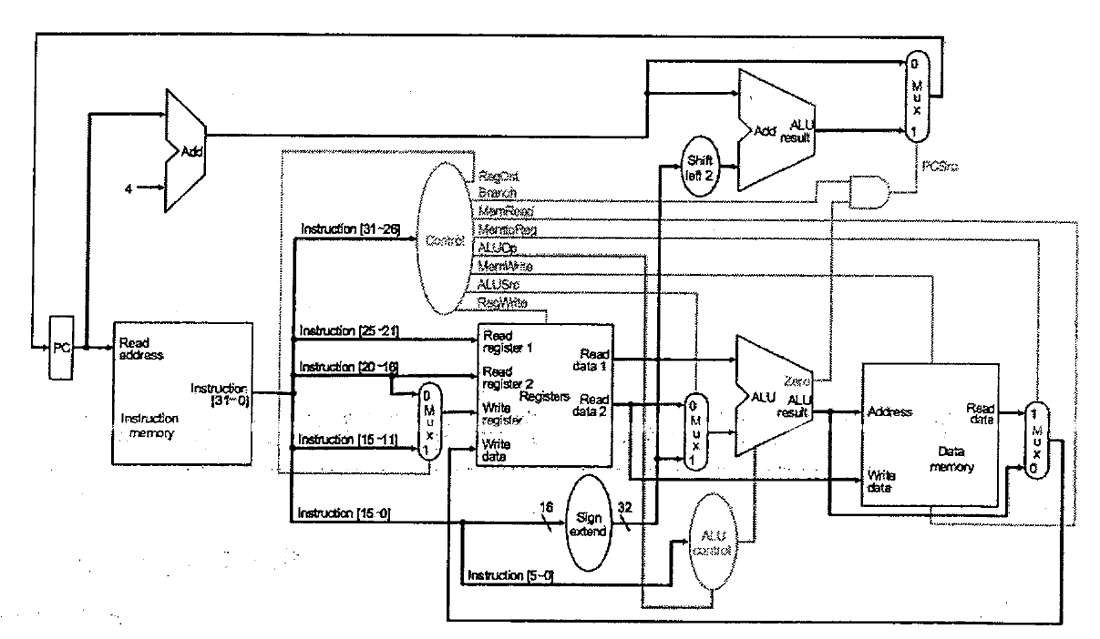 0
M
u
x
1
Add
ALU
result
Add
4
Shift
left 2
PCSrc
RegDst
Branch
MemRead
MemtoReg
ALUOp
MemWrite
ALUSrc
RegWrite
Control
Instruction [31-26]
PC
Read
address
Instruction
[31-0]
Instruction
memory
Instruction [25-21]
Instruction [20-16]
Instruction [15-11]
0
M
u
x
1
Read
register 1
Read
register 2
Write
register
Write
data
Registers
Read
data 1
Read
data 2
0
M
u
x
1
Zero
ALU
ALU
result
Address
Write
data
Read
data
Data
memory
1
M
u
x
0
Instruction [15-0]
16
Sign
extend
32
ALU
control
Instruction [5-0]